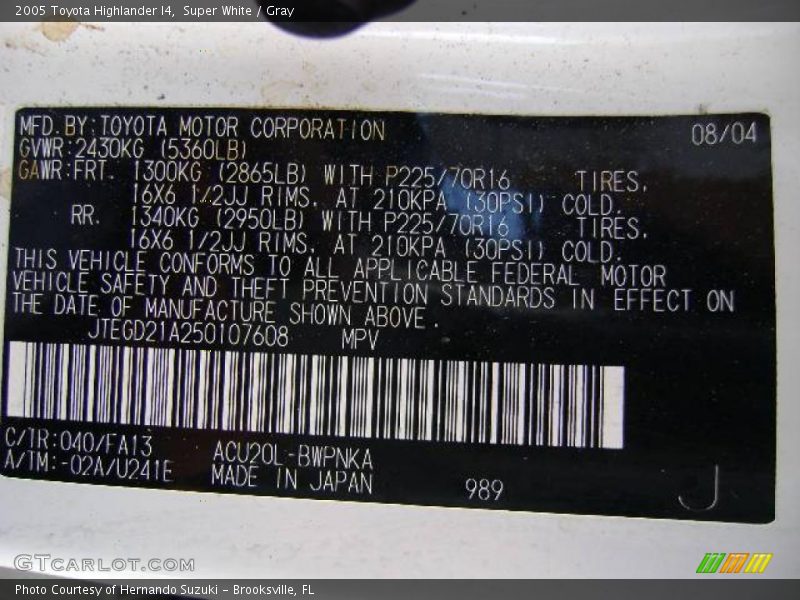 2005 Toyota Highlander I4,  Super White / Gray
MFD.BY:TOYOTA MOTOR CORPORATION 08/04
GVWR:2430KG (5360LB)
GAWR:FRT. 1300KG (2865LB) WITH P225/70R16 TIRES,
16X6 1/2JJ RIMS, AT 210KPA (30PSI) COLD.
RR. 1340KG (2950LB) WITH P225/70R16 TIRES,
16X6 1/2JJ RIMS, AT 210KPA (30PSI) COLD.
THIS VEHICLE CONFORMS TO ALL APPLICABLE FEDERAL MOTOR
VEHICLE SAFETY AND THEFT PREVENTION STANDARDS IN EFFECT ON
THE DATE OF MANUFACTURE SHOWN ABOVE.
JTEGD21A250107608 MPV
C/TR:040/FA13 ACU20L-BWPNKA
A/TM:-02A/U241E MADE IN JAPAN 989 J
GTCARLOT.COM
Photo Courtesy of Hernando Suzuki - Brooksville, FL